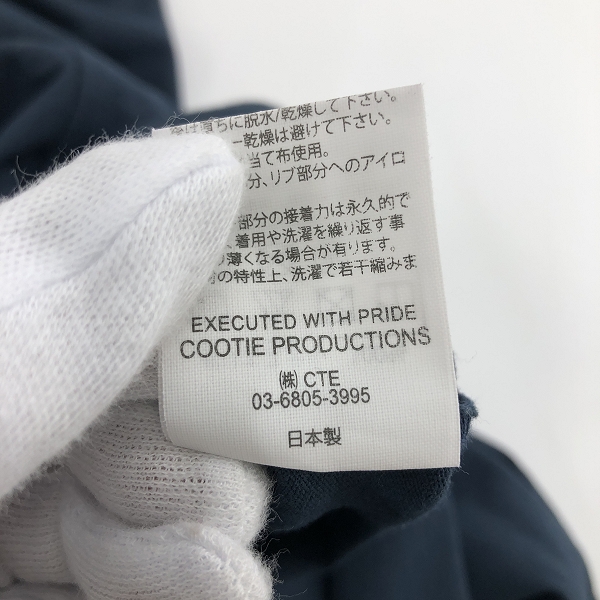 は直ちに脱水/乾燥して下さい。
ー乾燥は避けて下さい。
当て布使用。
分、リブ部分へのアイロ
部分の接着力は永久的で
着用や洗濯を繰り返す事
り薄くなる場合が有ります。
の特性上、洗濯で若干縮みま
EXECUTED WITH PRIDE
COOTIE PRODUCTIONS
㈱ CTE
03-6805-3995
日本製